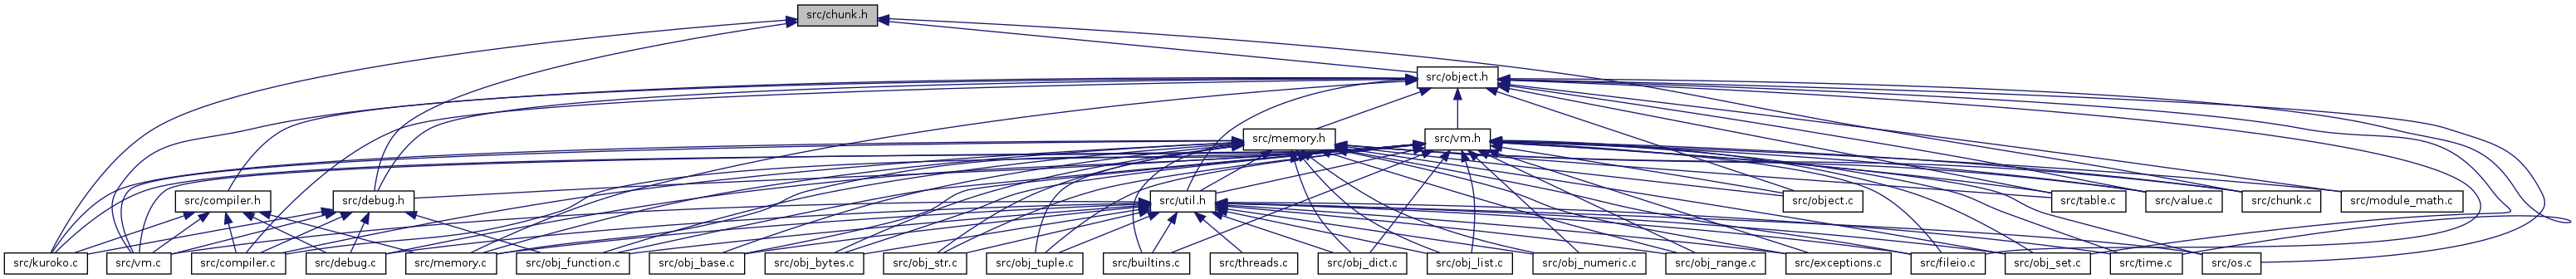 src/chunk.h
src/object.h
src/memory.h
src/vm.h
src/compiler.h
src/debug.h
src/util.h
src/object.c
src/table.c
src/value.c
src/chunk.c
src/module_math.c
src/kuroko.c
src/vm.c
src/compiler.c
src/debug.c
src/memory.c
src/obj_function.c
src/obj_base.c
src/obj_bytes.c
src/obj_str.c
src/obj_tuple.c
src/builtins.c
src/threads.c
src/obj_dict.c
src/obj_list.c
src/obj_numeric.c
src/obj_range.c
src/exceptions.c
src/fileio.c
src/obj_set.c
src/time.c
src/os.c